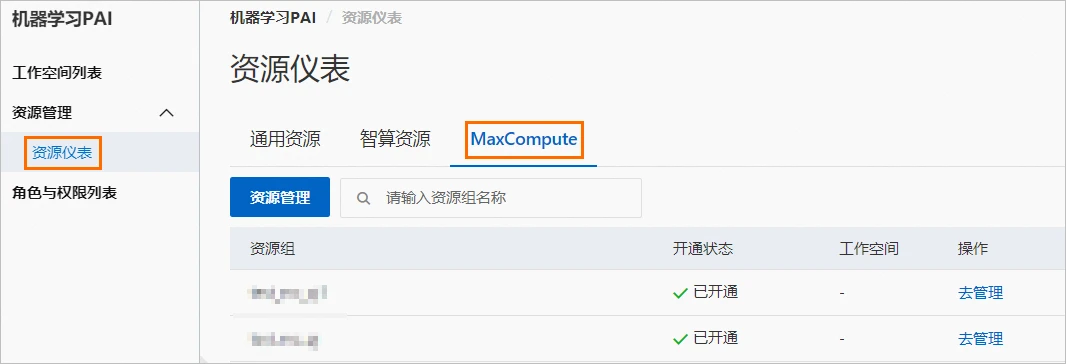 机器学习PAI
工作空间列表
资源管理
资源仪表
角色与权限列表
机器学习PAI / 资源仪表
资源仪表
通用资源 智算资源 MaxCompute
资源管理 请输入资源组名称
资源组 开通状态 工作空间 操作
已开通 - 去管理
已开通 - 去管理